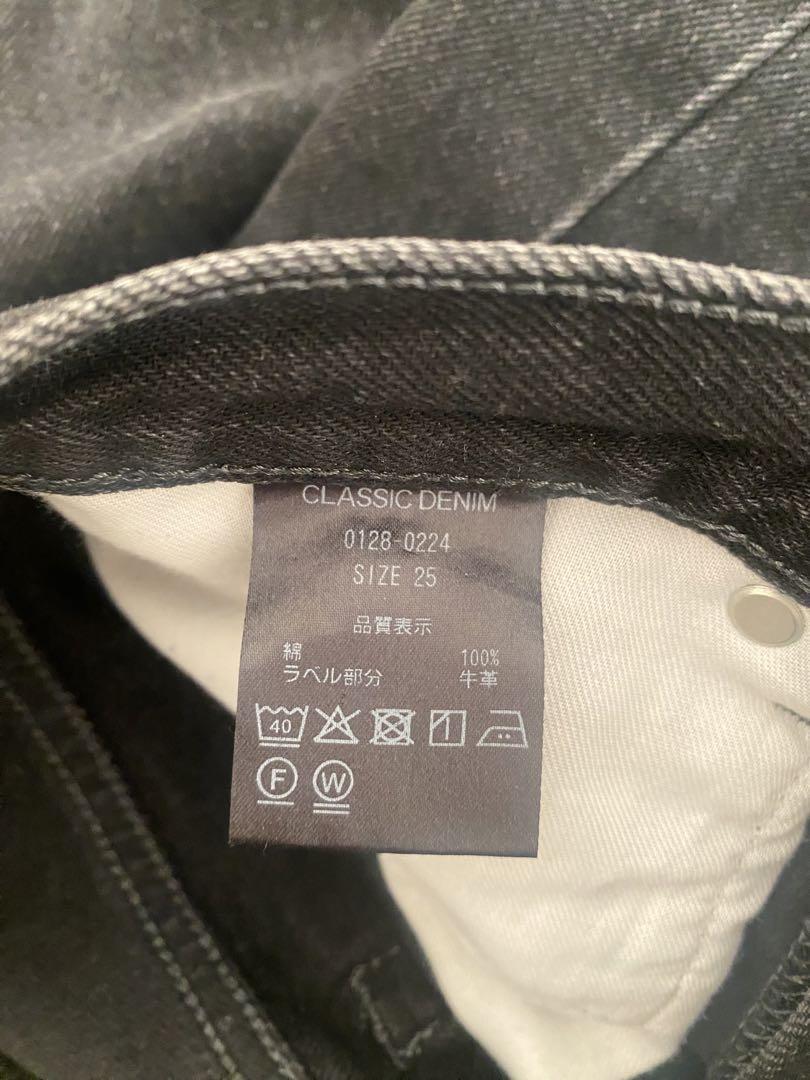 CLASSIC DENIM
0128-0224
SIZE 25
品質表示
綿 100%
ラベル部分 牛革
40
F W